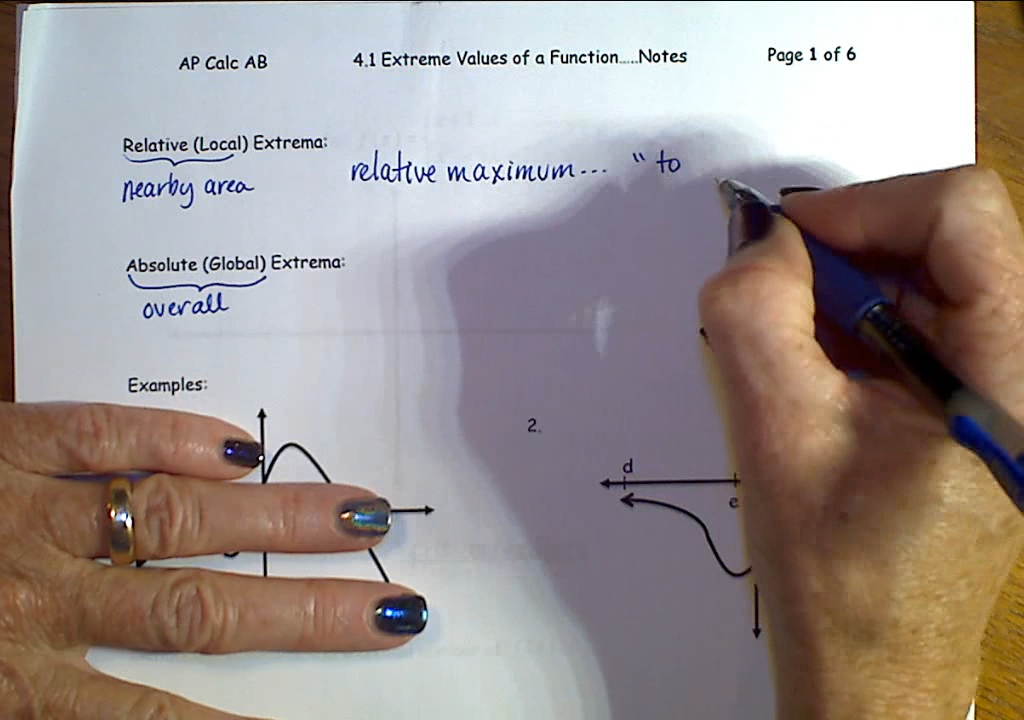 AP Calc AB 4.1 Extreme Values of a Function.....Notes Page 1 of 6
Relative (Local) Extrema:
relative maximum... " to
nearby area
Absolute (Global) Extrema:
overall
Examples:
2.
d
e